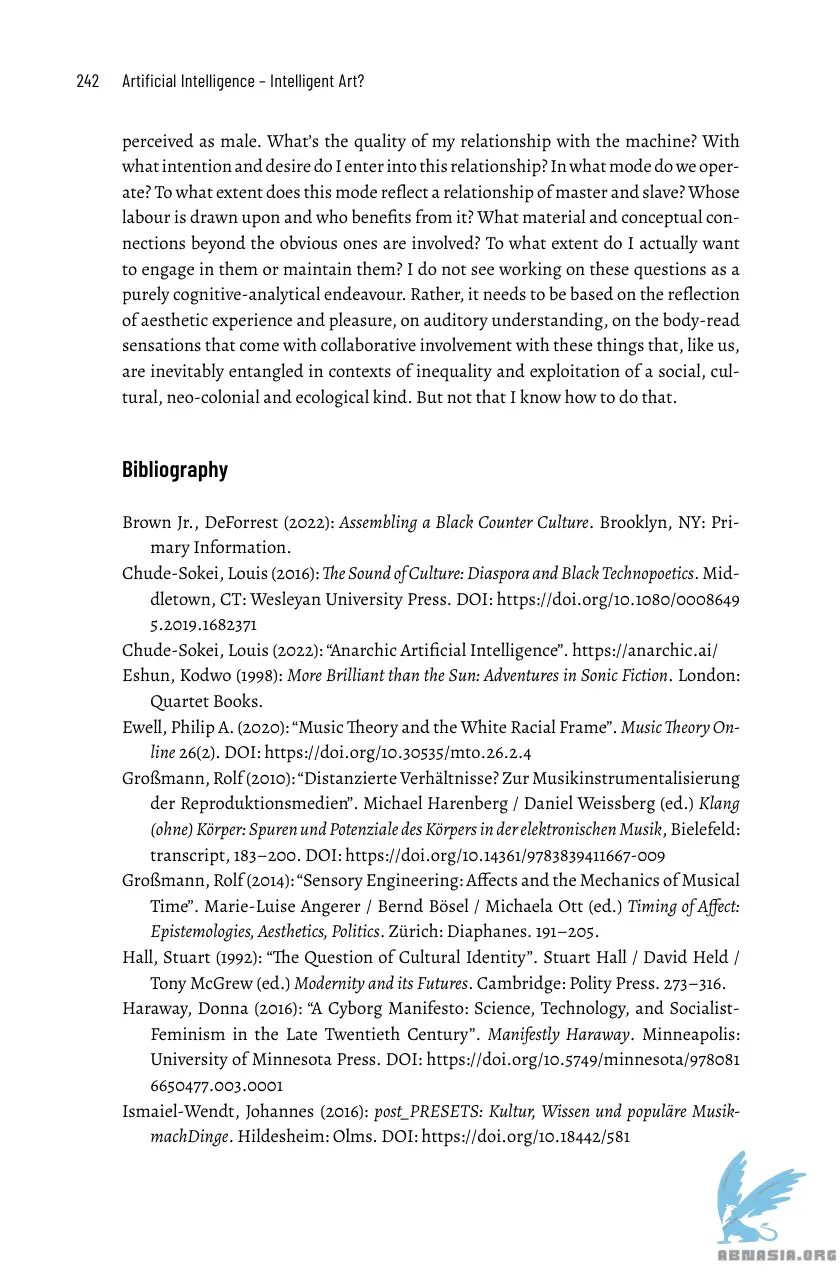 242 Artificial Intelligence – Intelligent Art?
perceived as male. What’s the quality of my relationship with the machine? With
what intention and desire do I enter into this relationship? In what mode do we oper-
ate? To what extent does this mode reflect a relationship of master and slave? Whose
labour is drawn upon and who benefits from it? What material and conceptual con-
nections beyond the obvious ones are involved? To what extent do I actually want
to engage in them or maintain them? I do not see working on these questions as a
purely cognitive-analytical endeavour. Rather, it needs to be based on the reflection
of aesthetic experience and pleasure, on auditory understanding, on the body-read
sensations that come with collaborative involvement with these things that, like us,
are inevitably entangled in contexts of inequality and exploitation of a social, cul-
tural, neo-colonial and ecological kind. But not that I know how to do that.
Bibliography
Brown Jr., DeForrest (2022): Assembling a Black Counter Culture. Brooklyn, NY: Pri-
mary Information.
Chude-Sokei, Louis (2016): The Sound of Culture: Diaspora and Black Technopoetics. Mid-
dletown, CT: Wesleyan University Press. DOI: https://doi.org/10.1080/0008649
5.2019.1682371
Chude-Sokei, Louis (2022): “Anarchic Artificial Intelligence”. https://anarchic.ai/
Eshun, Kodwo (1998): More Brilliant than the Sun: Adventures in Sonic Fiction. London:
Quartet Books.
Ewell, Philip A. (2020): “Music Theory and the White Racial Frame”. Music Theory On-
line 26(2). DOI: https://doi.org/10.30535/mto.26.2.4
Großmann, Rolf (2010): “Distanzierte Verhältnisse? Zur Musikinstrumentalisierung
der Reproduktionsmedien”. Michael Harenberg / Daniel Weissberg (ed.) Klang
(ohne) Körper: Spuren und Potenziale des Körpers in der elektronischen Musik, Bielefeld:
transcript, 183–200. DOI: https://doi.org/10.14361/9783839411667-009
Großmann, Rolf (2014): “Sensory Engineering: Affects and the Mechanics of Musical
Time”. Marie-Luise Angerer / Bernd Bösel / Michaela Ott (ed.) Timing of Affect:
Epistemologies, Aesthetics, Politics. Zürich: Diaphanes. 191–205.
Hall, Stuart (1992): “The Question of Cultural Identity”. Stuart Hall / David Held /
Tony McGrew (ed.) Modernity and its Futures. Cambridge: Polity Press. 273–316.
Haraway, Donna (2016): “A Cyborg Manifesto: Science, Technology, and Socialist-
Feminism in the Late Twentieth Century”. Manifestly Haraway. Minneapolis:
University of Minnesota Press. DOI: https://doi.org/10.5749/minnesota/978081
6650477.003.0001
Ismaiel-Wendt, Johannes (2016): post_PRESETS: Kultur, Wissen und populäre Musik-
machDinge. Hildesheim: Olms. DOI: https://doi.org/10.18442/581
ABNASIA.ORG